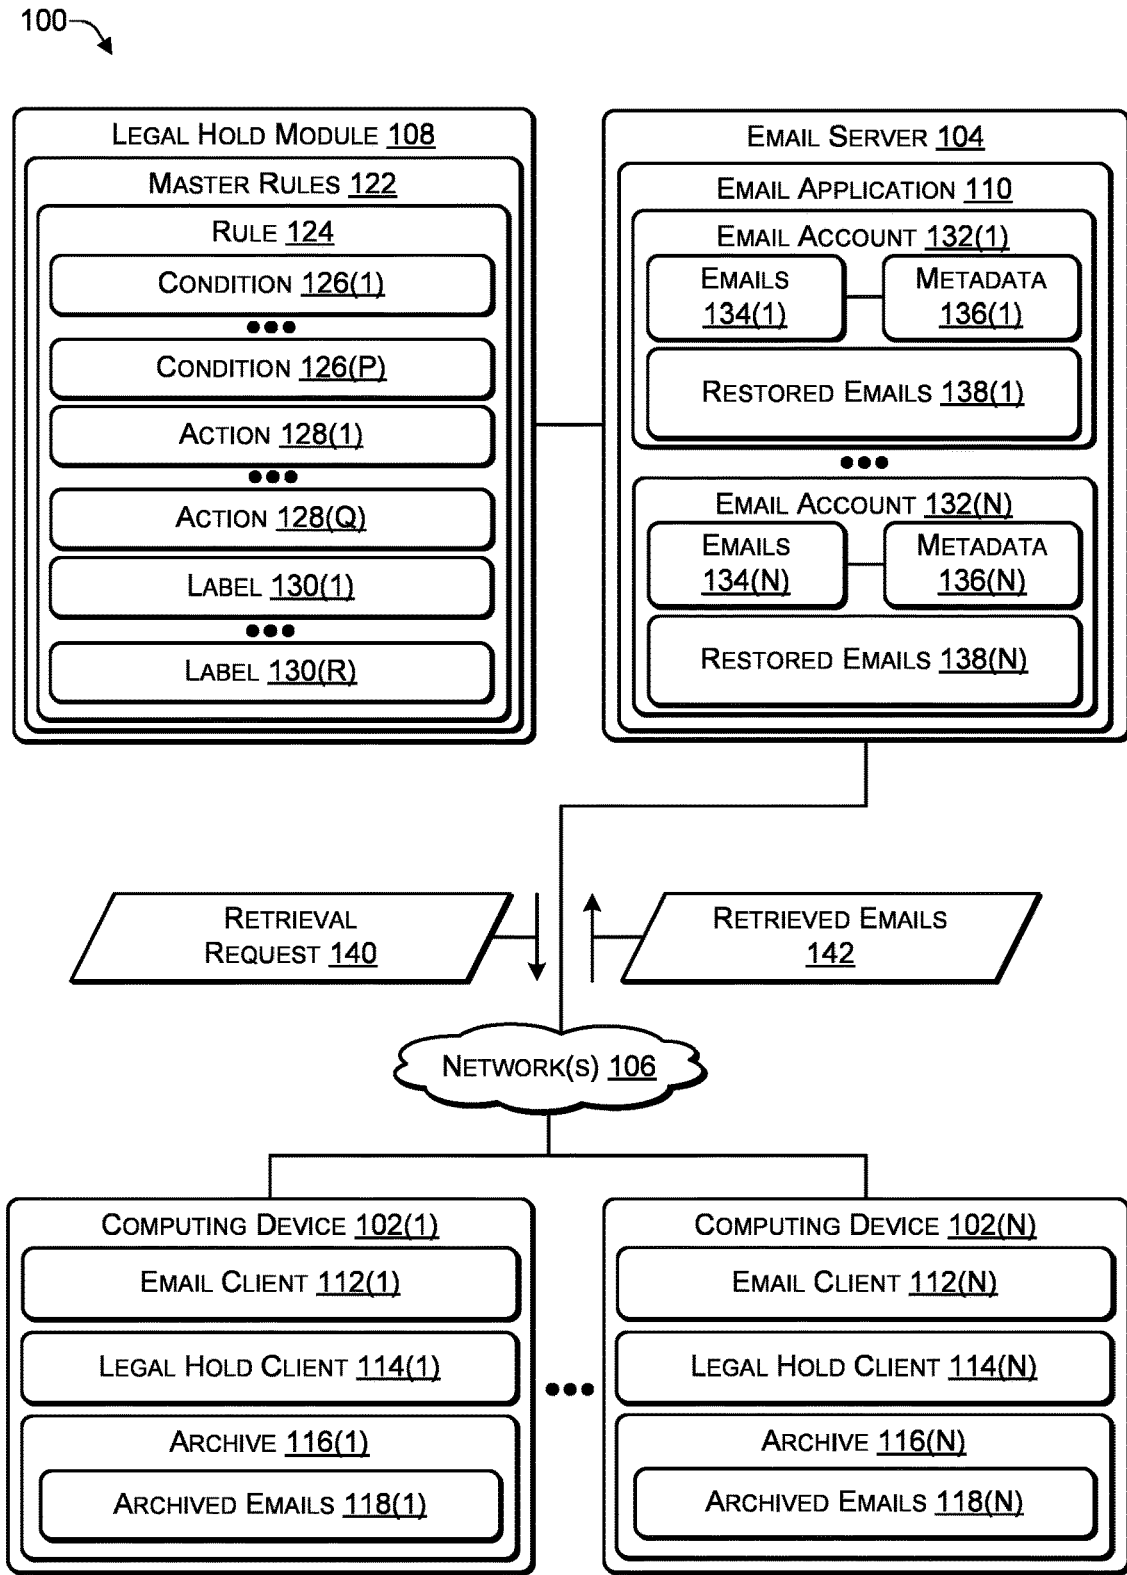 100
LEGAL HOLD MODULE 108
MASTER RULES 122
RULE 124
CONDITION 126(1)
CONDITION 126(P)
ACTION 128(1)
ACTION 128(Q)
LABEL 130(1)
LABEL 130(R)
EMAIL SERVER 104
EMAIL APPLICATION 110
EMAIL ACCOUNT 132(1)
EMAILS
134(1)
METADATA
136(1)
RESTORED EMAILS 138(1)
EMAIL ACCOUNT 132(N)
EMAILS
134(N)
METADATA
136(N)
RESTORED EMAILS 138(N)
RETRIEVAL
REQUEST 140
RETRIEVED EMAILS
142
NETWORK(S) 106
COMPUTING DEVICE 102(1)
EMAIL CLIENT 112(1)
LEGAL HOLD CLIENT 114(1)
ARCHIVE 116(1)
ARCHIVED EMAILS 118(1)
COMPUTING DEVICE 102(N)
EMAIL CLIENT 112(N)
LEGAL HOLD CLIENT 114(N)
ARCHIVE 116(N)
ARCHIVED EMAILS 118(N)